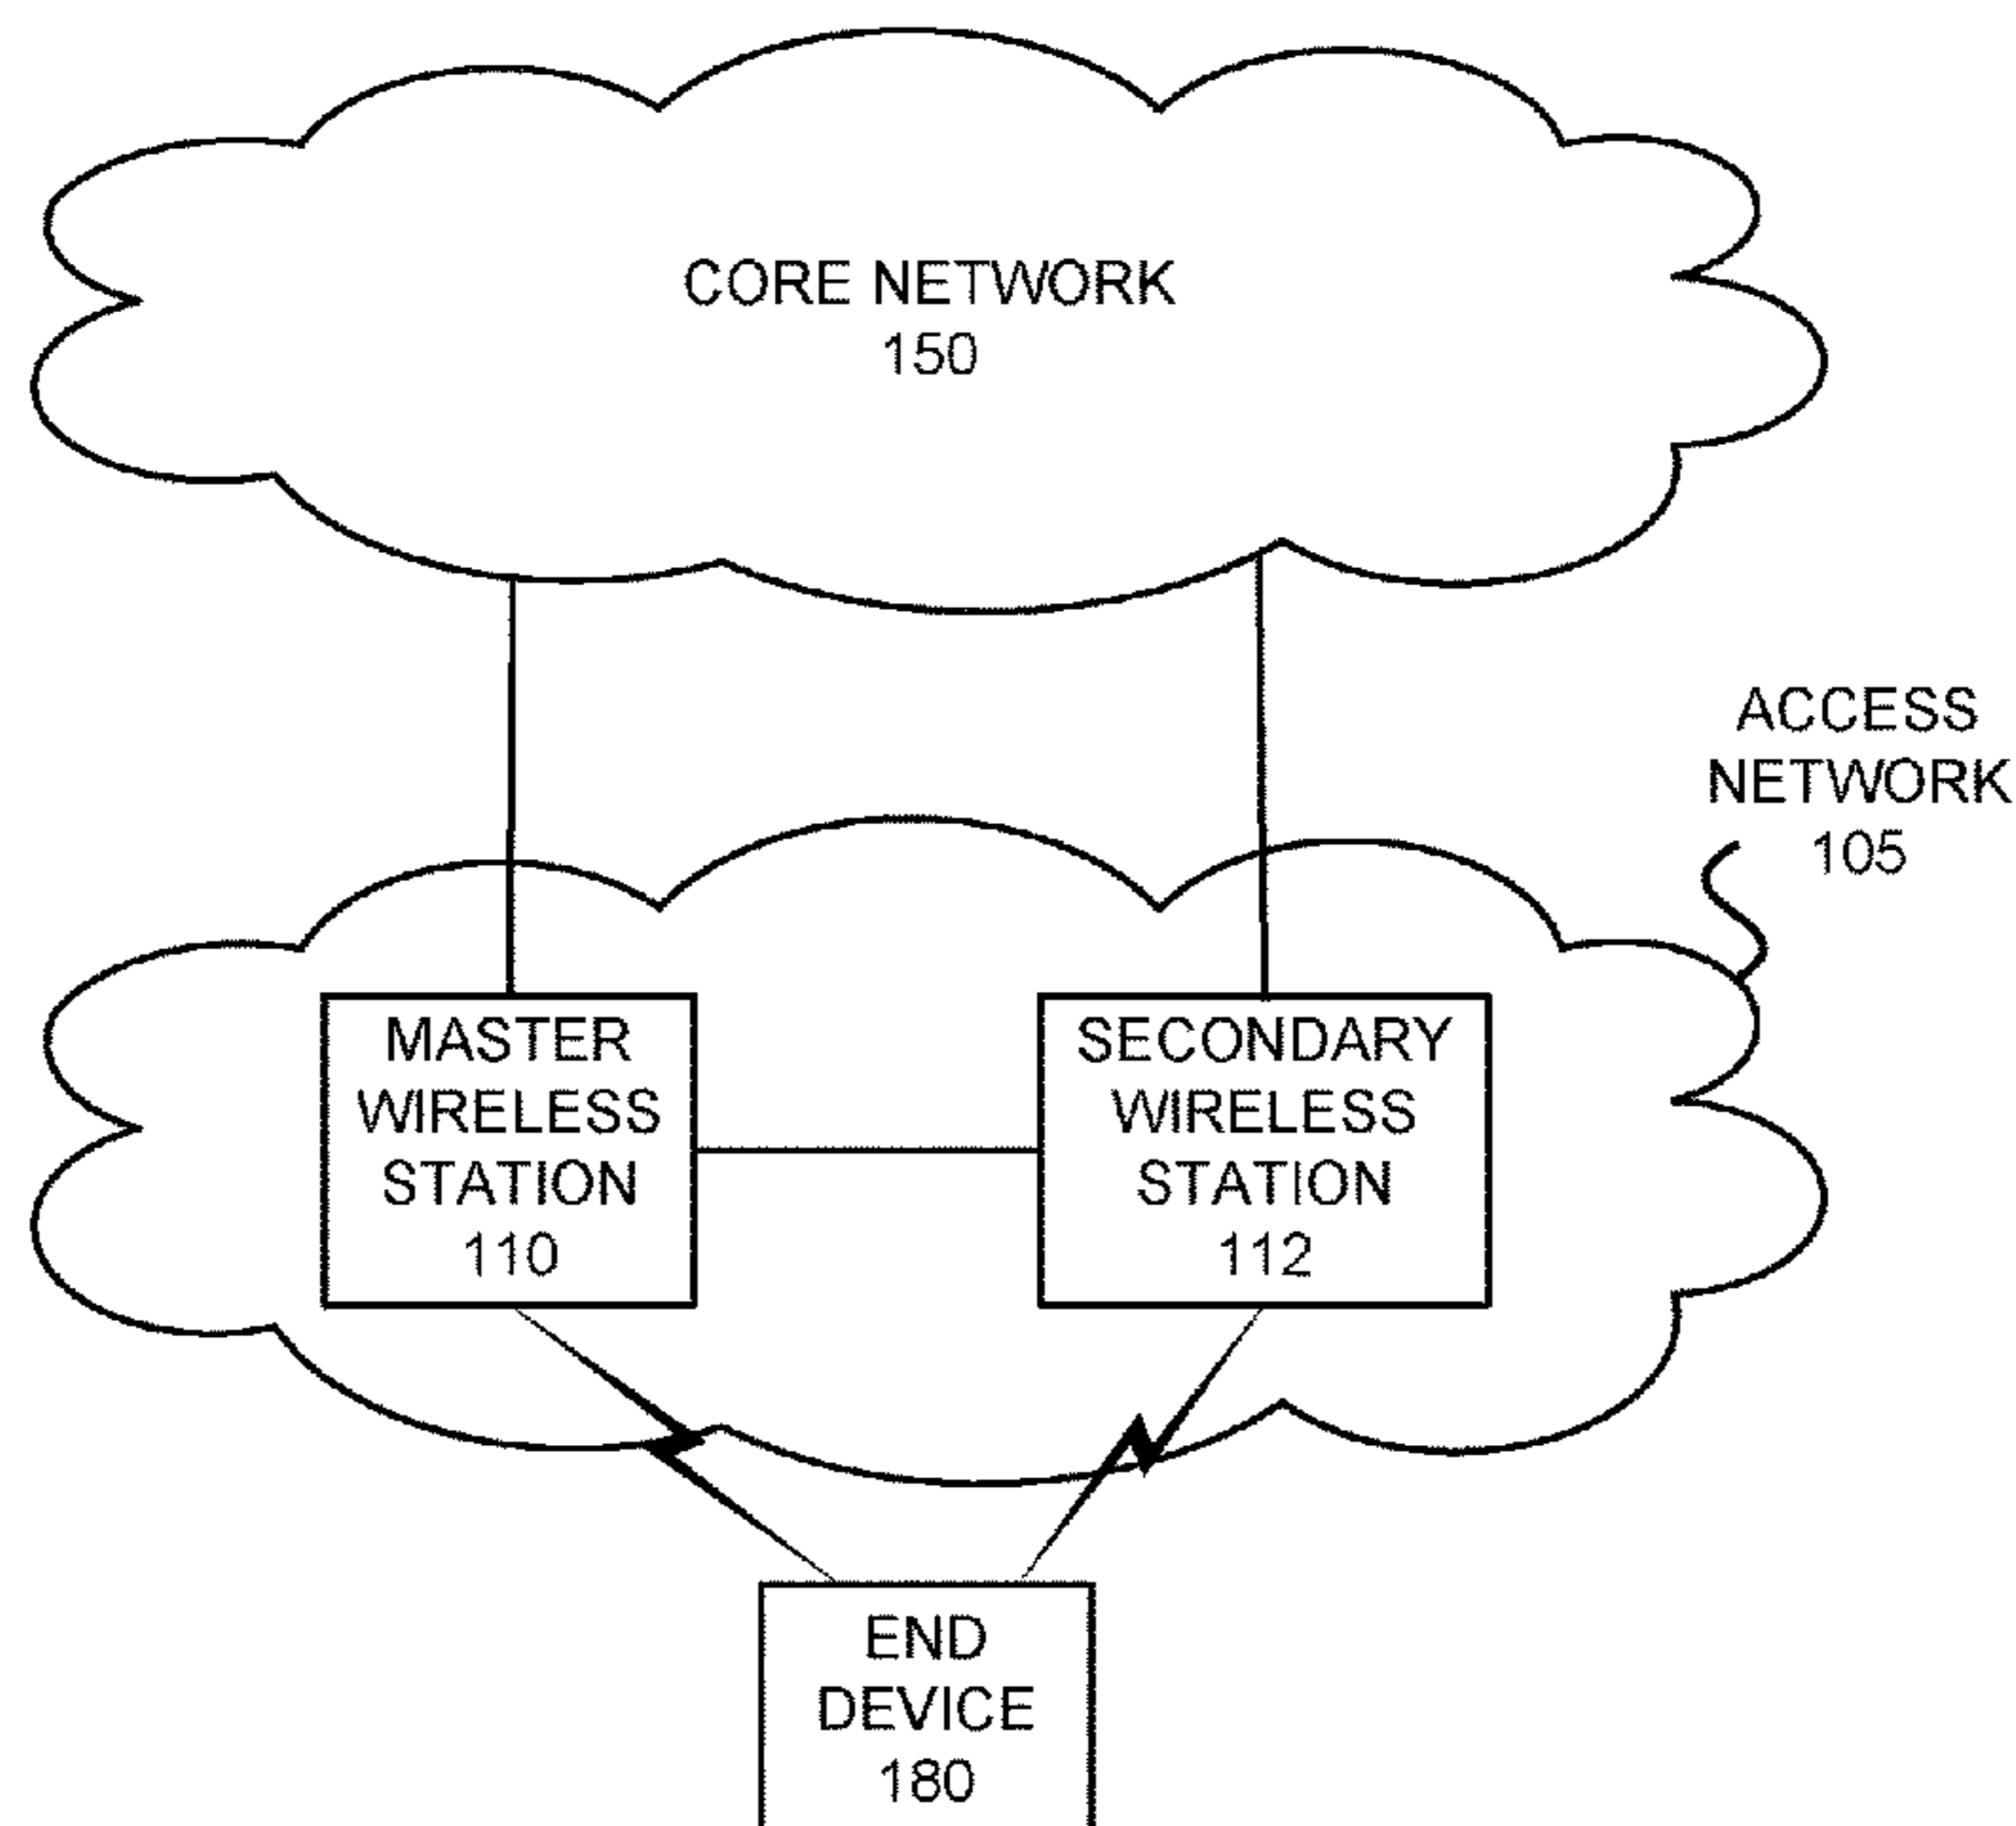 CORE NETWORK
150
ACCESS
NETWORK
105
MASTER
WIRELESS
STATION
110
SECONDARY
WIRELESS
STATION
112
END
DEVICE
180